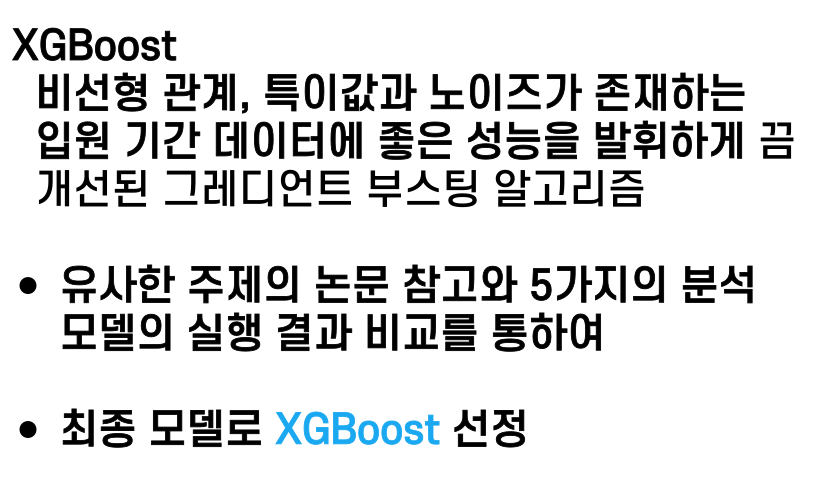 XGBoost
비선형 관계, 특이값과 노이즈가 존재하는
입원 기간 데이터에 좋은 성능을 발휘하게 끔
개선된 그레디언트 부스팅 알고리즘
• 유사한 주제의 논문 참고와 5가지의 분석
모델의 실행 결과 비교를 통하여
• 최종 모델로 XGBoost 선정